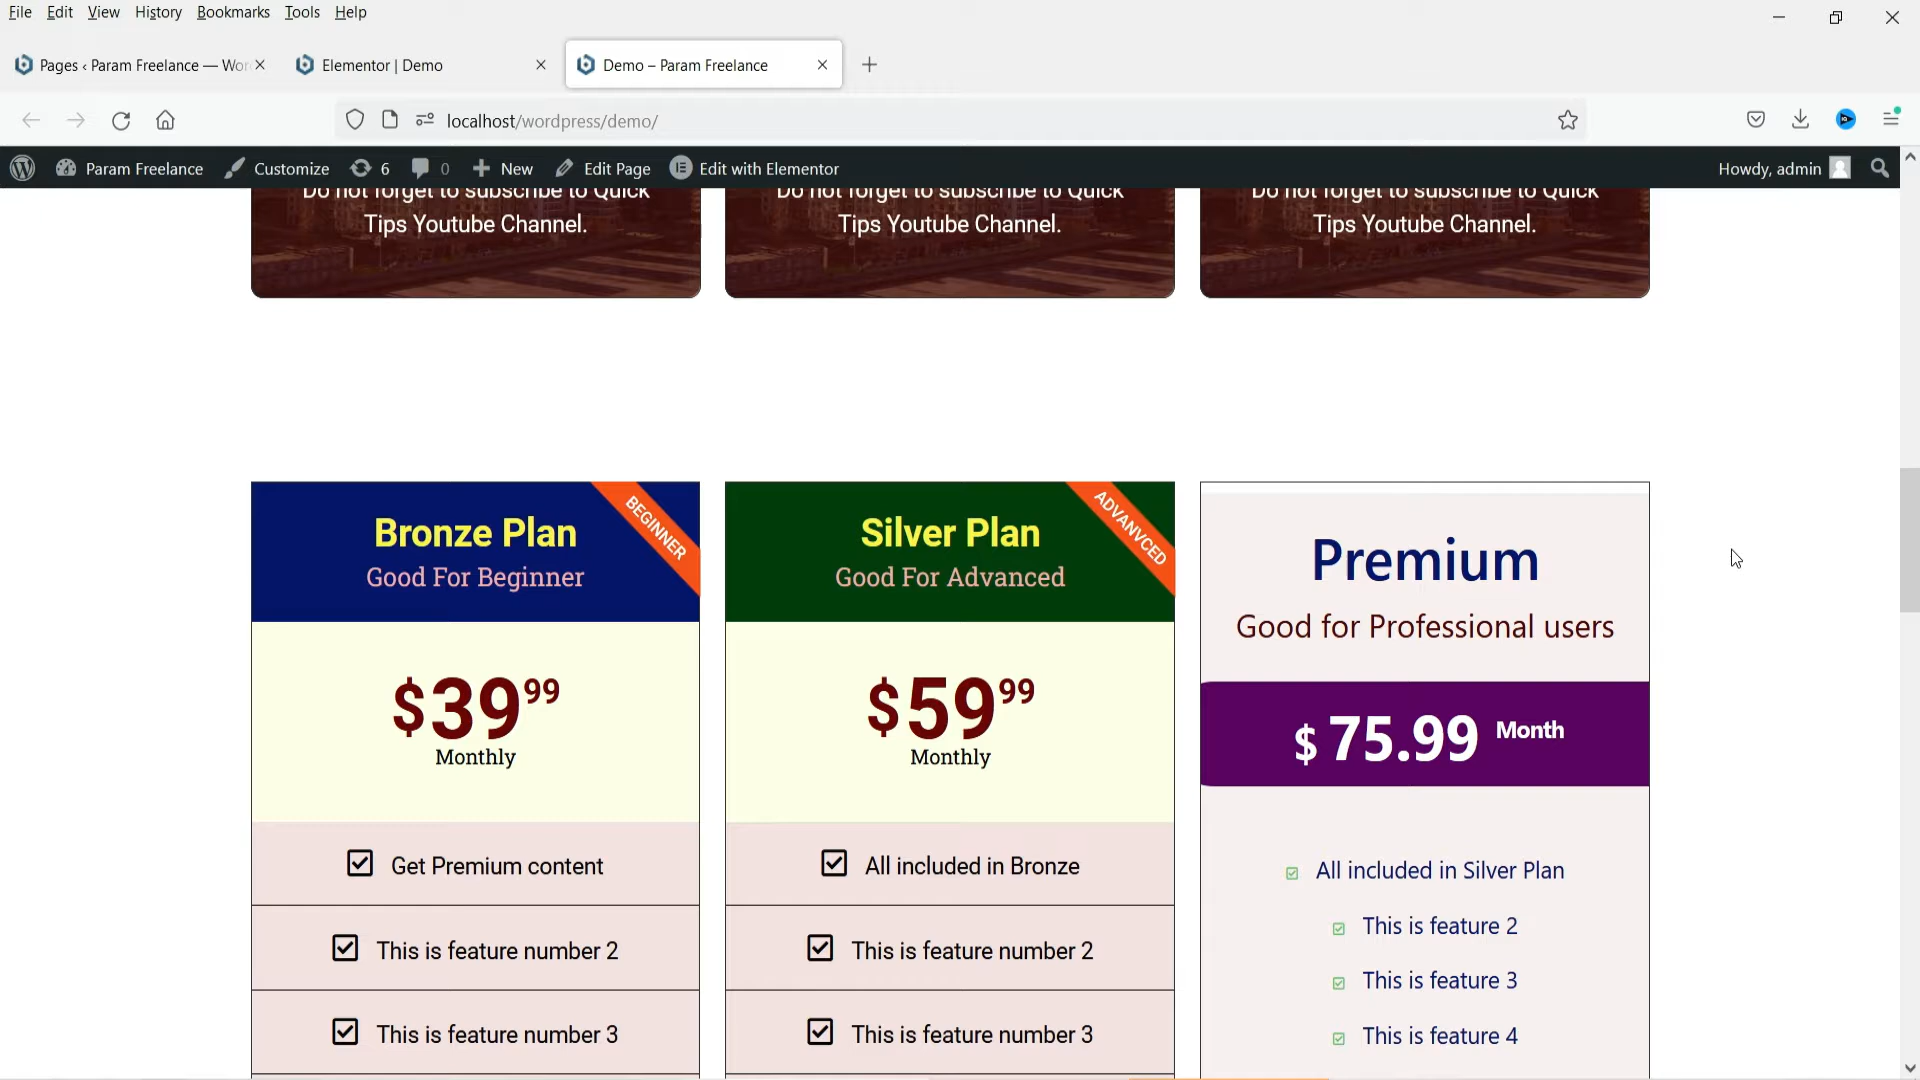 File Edit View History Bookmarks Tools Help
Pages ‹ Param Freelance — Wor
Elementor | Demo
Demo – Param Freelance
localhost/wordpress/demo/
Param Freelance Customize 6 0 New Edit Page Edit with Elementor Howdy, admin
Do not forget to subscribe to Quick
Tips Youtube Channel.
Do not forget to subscribe to Quick
Tips Youtube Channel.
Do not forget to subscribe to Quick
Tips Youtube Channel.
Bronze Plan
Good For Beginner
BEGINNER
$3999
Monthly
Get Premium content
This is feature number 2
This is feature number 3
Silver Plan
Good For Advanced
ADVANVCED
$5999
Monthly
All included in Bronze
This is feature number 2
This is feature number 3
Premium
Good for Professional users
$ 75.99 Month
All included in Silver Plan
This is feature 2
This is feature 3
This is feature 4